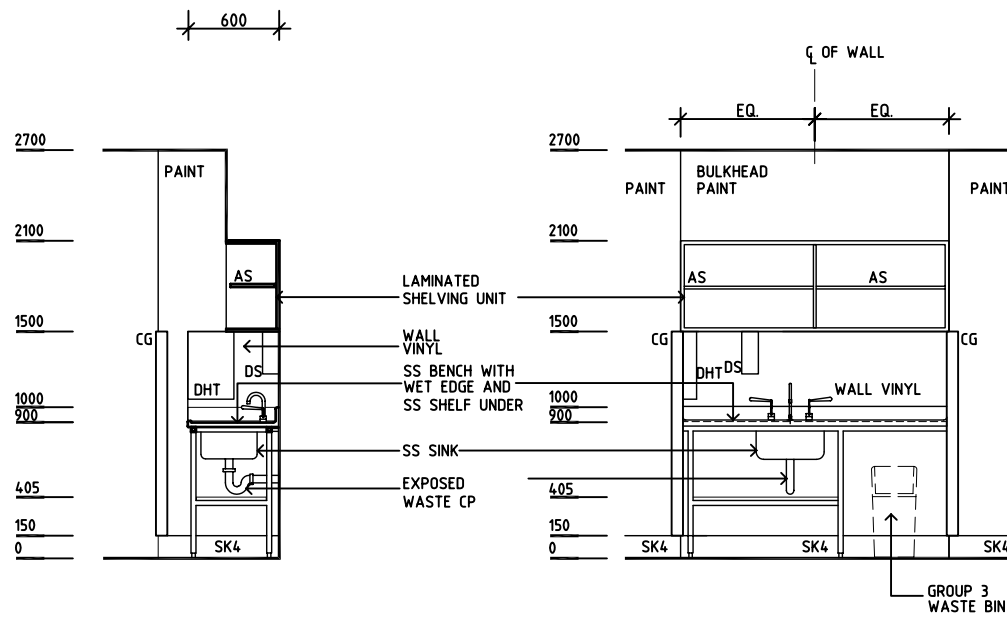 600
℄ OF WALL
EQ.
EQ.
2700
PAINT
2700
PAINT
BULKHEAD
PAINT
PAINT
2100
2100
AS
LAMINATED
SHELVING UNIT
AS
AS
1500
CG
WALL
VINYL
1500
CG
CG
DS
DHT
SS BENCH WITH
WET EDGE AND
SS SHELF UNDER
DHT
DS
WALL VINYL
1000
900
1000
900
SS SINK
405
EXPOSED
WASTE CP
405
150
0
SK4
150
0
SK4
SK4
SK4
GROUP 3
WASTE BIN